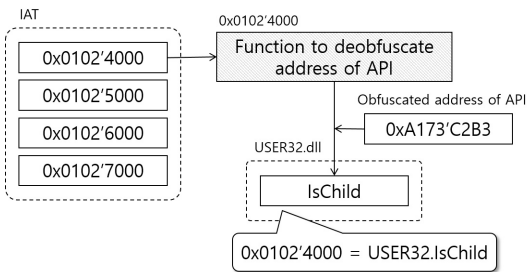 IAT
0x0102'4000
0x0102'5000
0x0102'6000
0x0102'7000
0x0102'4000
Function to deobfuscate
address of API
Obfuscated address of API
0xA173'C2B3
USER32.dll
IsChild
0x0102'4000 = USER32.IsChild